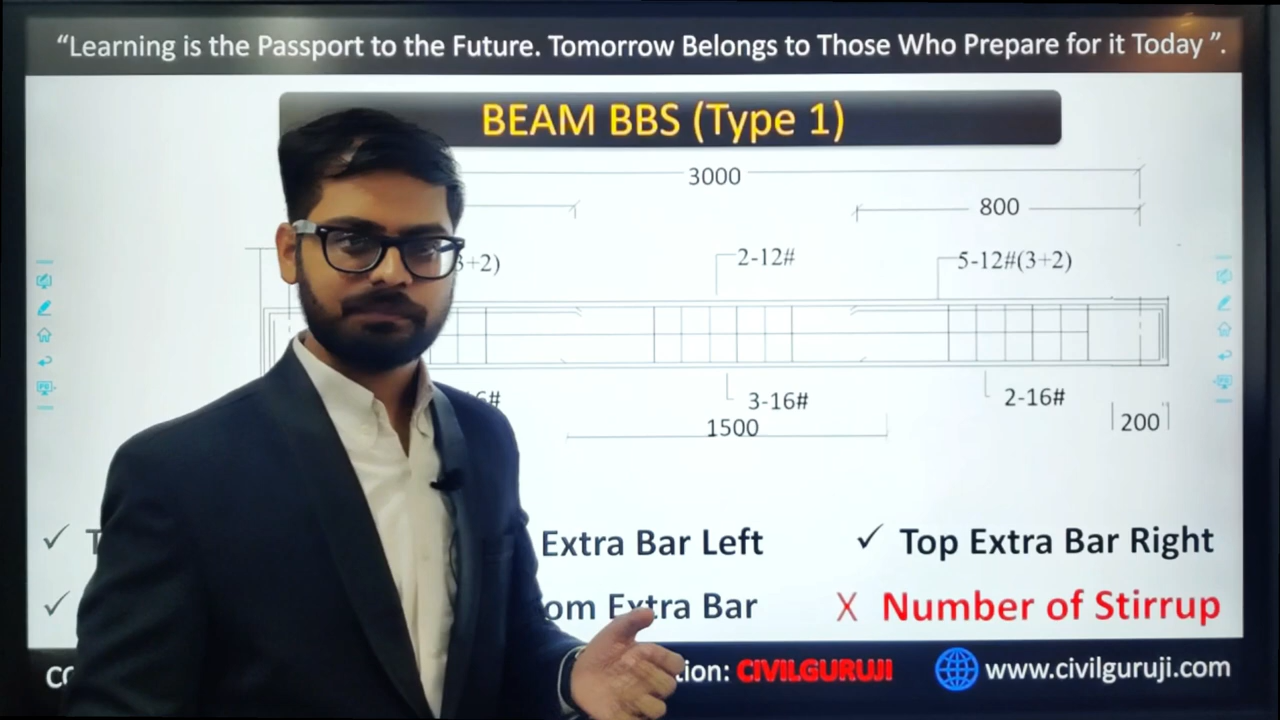 “Learning is the Passport to the Future. Tomorrow Belongs to Those Who Prepare for it Today ”.
BEAM BBS (Type 1)
3000
800
3+2)
2-12#
5-12#(3+2)
3-16#
2-16#
1500
200
Extra Bar Left
✓ Top Extra Bar Right
Extra Bar
X Number of Stirrup
CIVILGURUJI
www.civilguruji.com